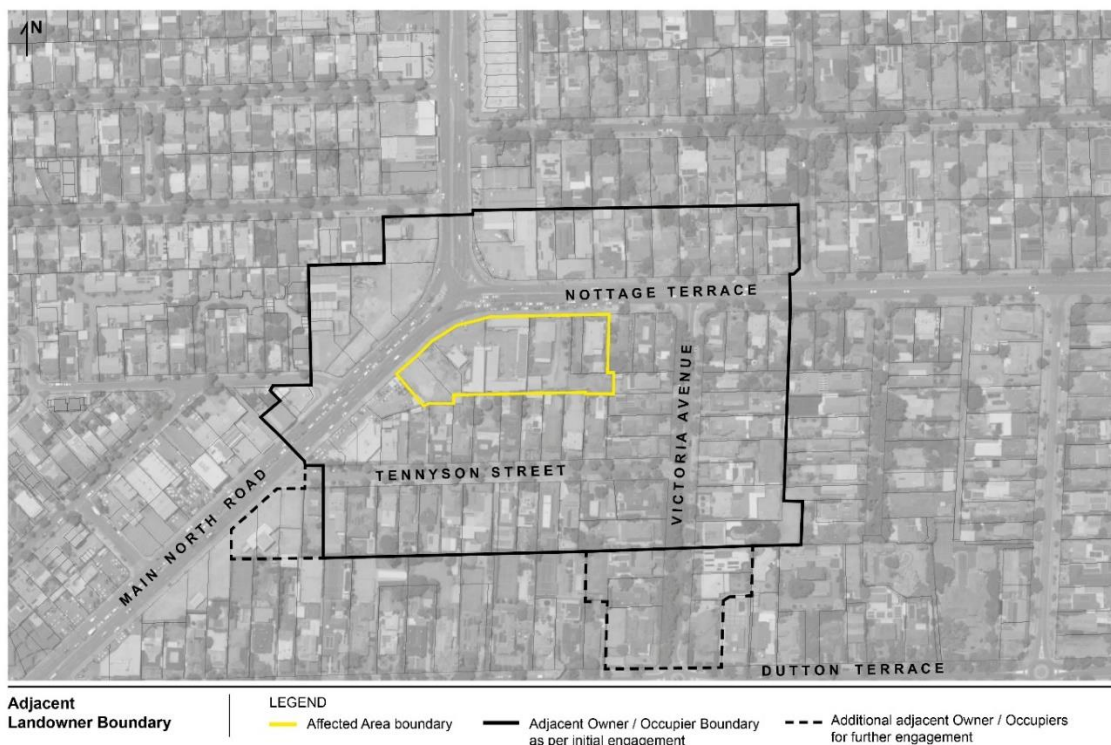 N
NOTTAGE TERRACE
VICTORIA AVENUE
TENNYSON STREET
MAIN NORTH ROAD
DUTTON TERRACE
Adjacent
Landowner Boundary
LEGEND
Affected Area boundary
Adjacent Owner / Occupier Boundary
as per initial engagement
Additional adjacent Owner / Occupiers
for further engagement